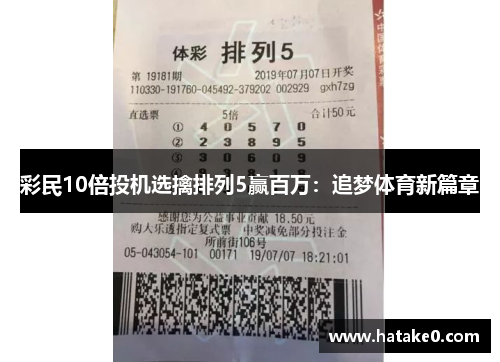 体彩 排列5
第 19181期 2019年07月07日开奖
110330-191760-045492-379202 002929 gxh7zg
直选票 5倍 合计50元
① 4 0 5 7 0
② 2 3 8 9 5
③ 3 0 6 0 9
彩民10倍投机选擒排列5赢百万：追梦体育新篇章
感谢您为公益事业贡献 18.50元
购大乐透指定复式票 中奖减免部分投注金
所前街106号
05-043054-101 00171 19/07/07 18:21:01
www.hatake0.com